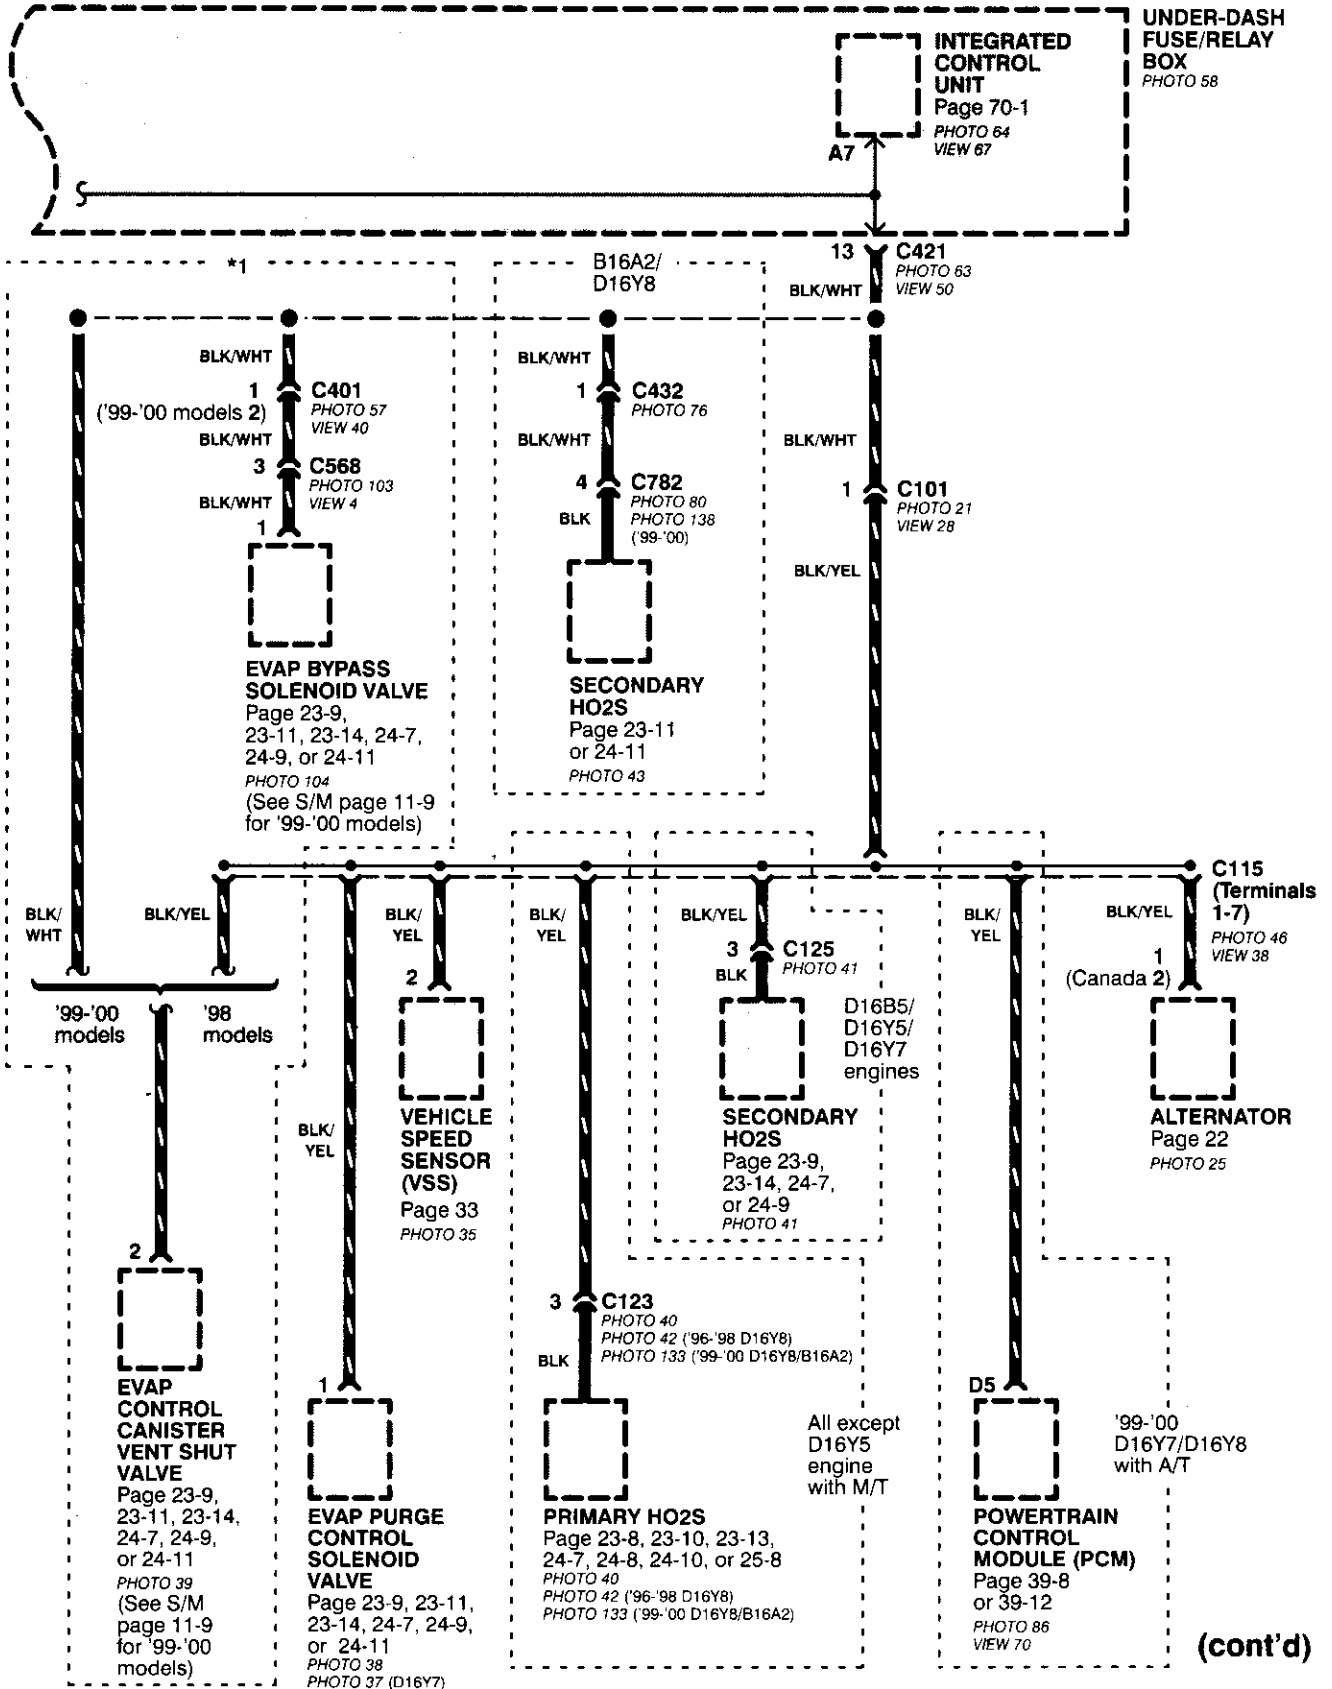 UNDER-DASH
FUSE/RELAY
BOX
PHOTO 58
INTEGRATED
CONTROL
UNIT
Page 70-1
PHOTO 64
VIEW 67
A7
13
C421
PHOTO 63
VIEW 50
BLK/WHT
*1
B16A2/
D16Y8
BLK/WHT
1
('99-'00 models 2)
C401
PHOTO 57
VIEW 40
BLK/WHT
3
C568
PHOTO 103
VIEW 4
BLK/WHT
1
EVAP BYPASS
SOLENOID VALVE
Page 23-9,
23-11, 23-14, 24-7,
24-9, or 24-11
PHOTO 104
(See S/M page 11-9
for '99-'00 models)
BLK/WHT
1
C432
PHOTO 76
BLK/WHT
4
C782
PHOTO 80
PHOTO 138
('99-'00)
BLK
SECONDARY
HO2S
Page 23-11
or 24-11
PHOTO 43
BLK/WHT
1
C101
PHOTO 21
VIEW 28
BLK/YEL
C115
(Terminals
1-7)
PHOTO 46
VIEW 38
BLK/
WHT
BLK/YEL
'99-'00
models
'98
models
2
EVAP
CONTROL
CANISTER
VENT SHUT
VALVE
Page 23-9,
23-11, 23-14,
24-7, 24-9,
or 24-11
PHOTO 39
(See S/M
page 11-9
for '99-'00
models)
BLK/
YEL
1
EVAP PURGE
CONTROL
SOLENOID
VALVE
Page 23-9, 23-11,
23-14, 24-7, 24-9,
or 24-11
PHOTO 38
PHOTO 37 (D16Y7)
BLK/
YEL
2
VEHICLE
SPEED
SENSOR
(VSS)
Page 33
PHOTO 35
BLK/
YEL
3
C123
PHOTO 40
PHOTO 42 ('96-'98 D16Y8)
PHOTO 133 ('99-'00 D16Y8/B16A2)
BLK
PRIMARY HO2S
Page 23-8, 23-10, 23-13,
24-7, 24-8, 24-10, or 25-8
PHOTO 40
PHOTO 42 ('96-'98 D16Y8)
PHOTO 133 ('99-'00 D16Y8/B16A2)
All except
D16Y5
engine
with M/T
BLK/YEL
3
C125
PHOTO 41
BLK
D16B5/
D16Y5/
D16Y7
engines
SECONDARY
HO2S
Page 23-9,
23-14, 24-7,
or 24-9
PHOTO 41
BLK/
YEL
D5
POWERTRAIN
CONTROL
MODULE (PCM)
Page 39-8
or 39-12
PHOTO 86
VIEW 70
'99-'00
D16Y7/D16Y8
with A/T
BLK/YEL
1
(Canada 2)
ALTERNATOR
Page 22
PHOTO 25
(cont'd)